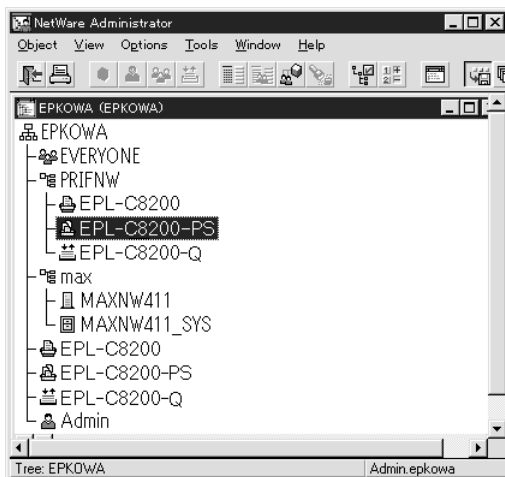 NetWare Administrator
Object View Options Tools Window Help
EPKOWA (EPKOWA)
EPKOWA
EVERYONE
PRIFNW
EPL-C8200
EPL-C8200-PS
EPL-C8200-Q
max
MAXNW411
MAXNW411_SYS
EPL-C8200
EPL-C8200-PS
EPL-C8200-Q
Admin
Tree: EPKOWA Admin.epkowa